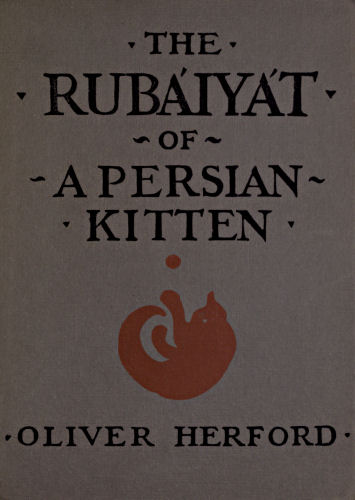 THE
RUBÁIYÁT
~OF~
~A PERSIAN~
KITTEN
OLIVER HERFORD